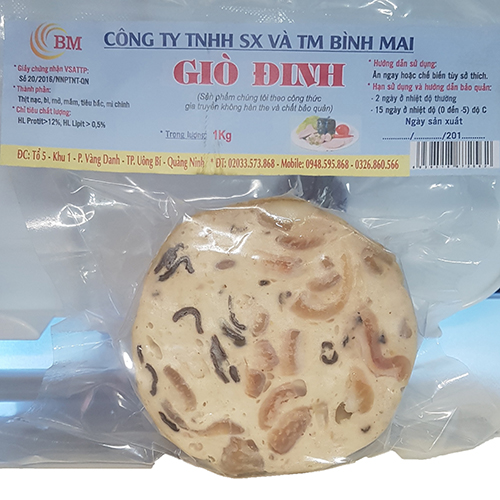 BM
CÔNG TY TNHH SX VÀ TM BÌNH MAI
GIÒ ĐINH
(Sản phẩm chúng tôi theo công thức
gia truyền không hàn the và chất bảo quản)
* Trọng lượng: 1Kg
* Giấy chứng nhận VSATTP:
Số 20/2016/NNPTNT-QN
* Thành phần:
Thịt nạc, bì, mỡ, mắm, tiêu bắc, mì chính
* Chỉ tiêu chất lượng:
HL Protit>12%, HL Lipit > 0,5%
* Hướng dẫn sử dụng:
Ăn ngay hoặc chế biến tùy sở thích.
* Hạn sử dụng và hướng dẫn bảo quản:
- 2 ngày ở nhiệt độ thường
- 15 ngày ở nhiệt độ (0 đến -5) độ C
Ngày sản xuất
............/............/201......
ĐC: Tổ 5 - Khu 1 - P. Vàng Danh - TP. Uông Bí - Quảng Ninh * ĐT: 02033.573.868 - Mobile: 0948.595.868 - 0326.860.566